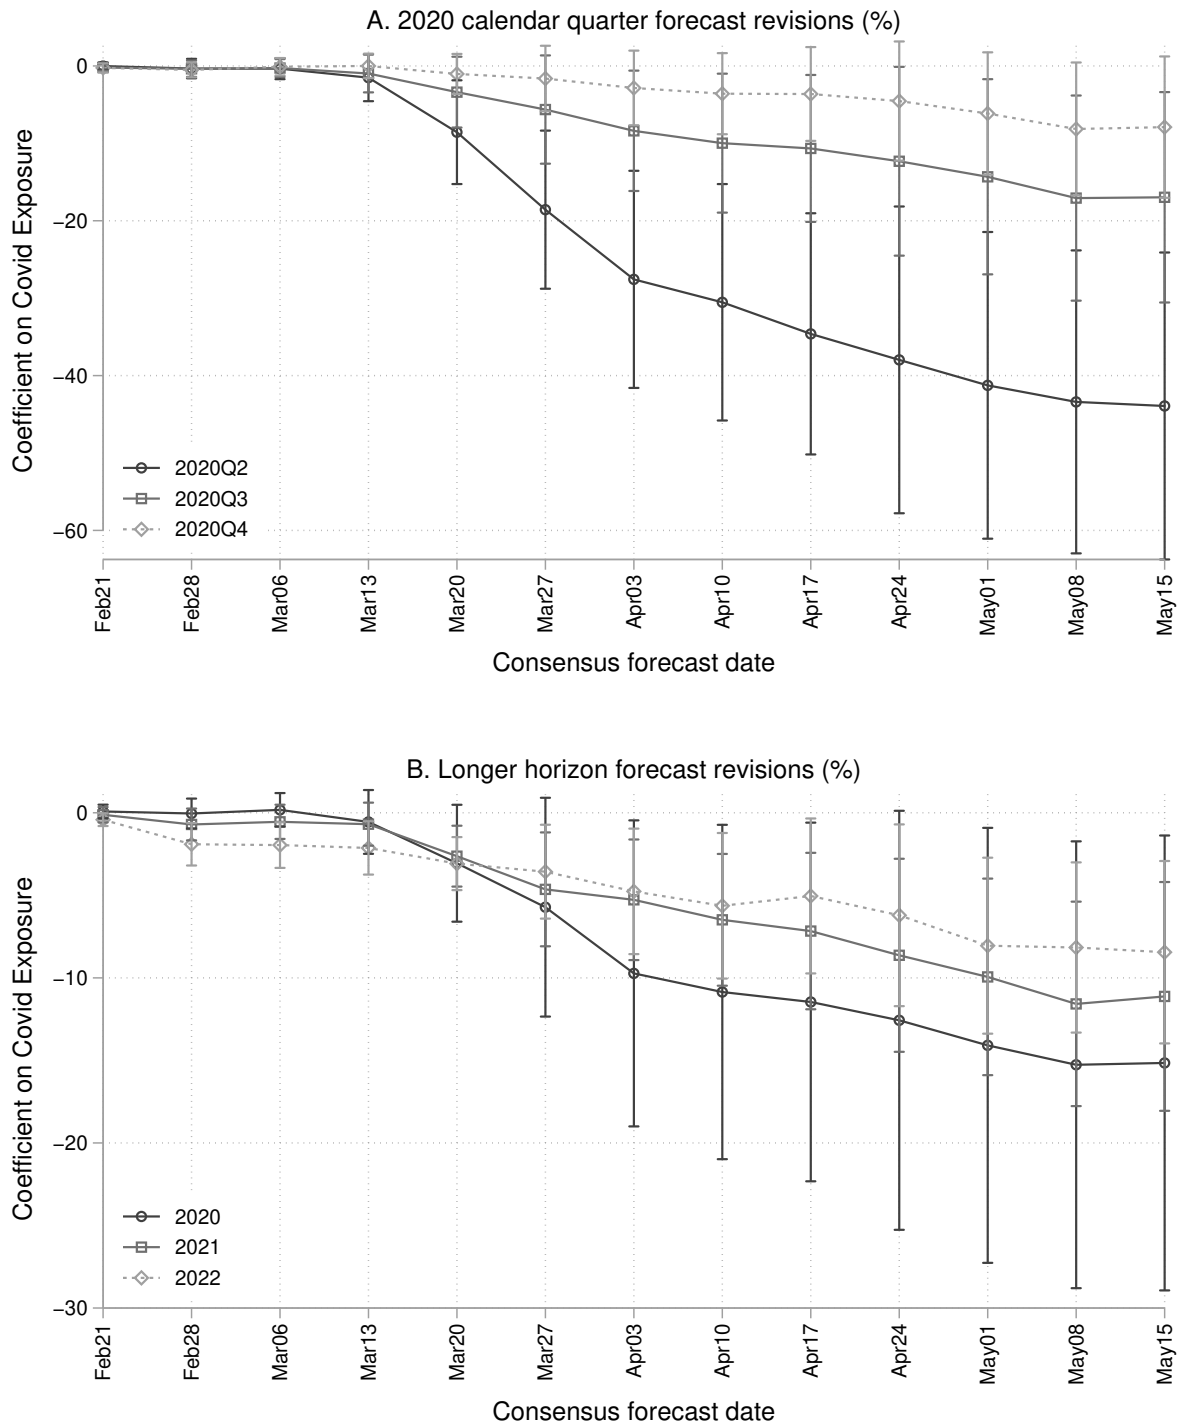 A. 2020 calendar quarter forecast revisions (%)
Coefficient on Covid Exposure
0
−20
−40
−60
2020Q2
2020Q3
2020Q4
Feb21
Feb28
Mar06
Mar13
Mar20
Mar27
Apr03
Apr10
Apr17
Apr24
May01
May08
May15
Consensus forecast date
B. Longer horizon forecast revisions (%)
Coefficient on Covid Exposure
0
−10
−20
−30
2020
2021
2022
Feb21
Feb28
Mar06
Mar13
Mar20
Mar27
Apr03
Apr10
Apr17
Apr24
May01
May08
May15
Consensus forecast date